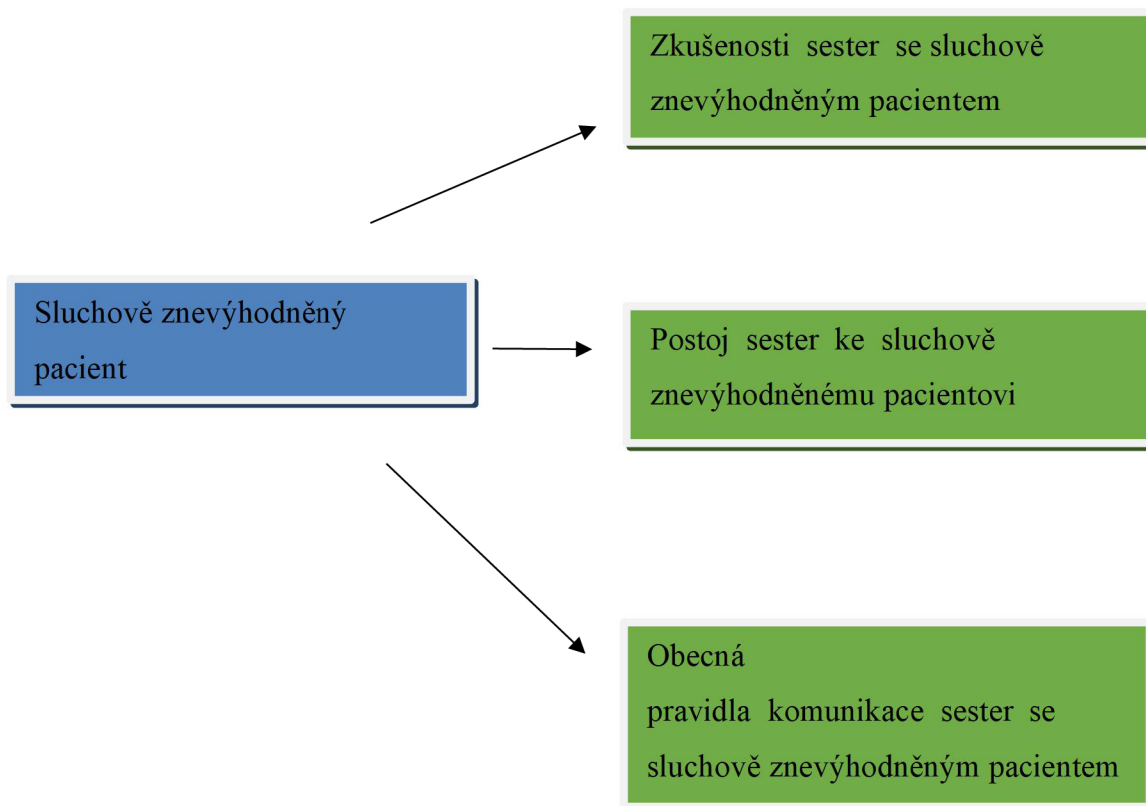 Zkušenosti sester se sluchově
znevýhodněným pacientem
Sluchově znevýhodněný
pacient
Postoj sester ke sluchově
znevýhodněnému pacientovi
Obecná
pravidla komunikace sester se
sluchově znevýhodněným pacientem